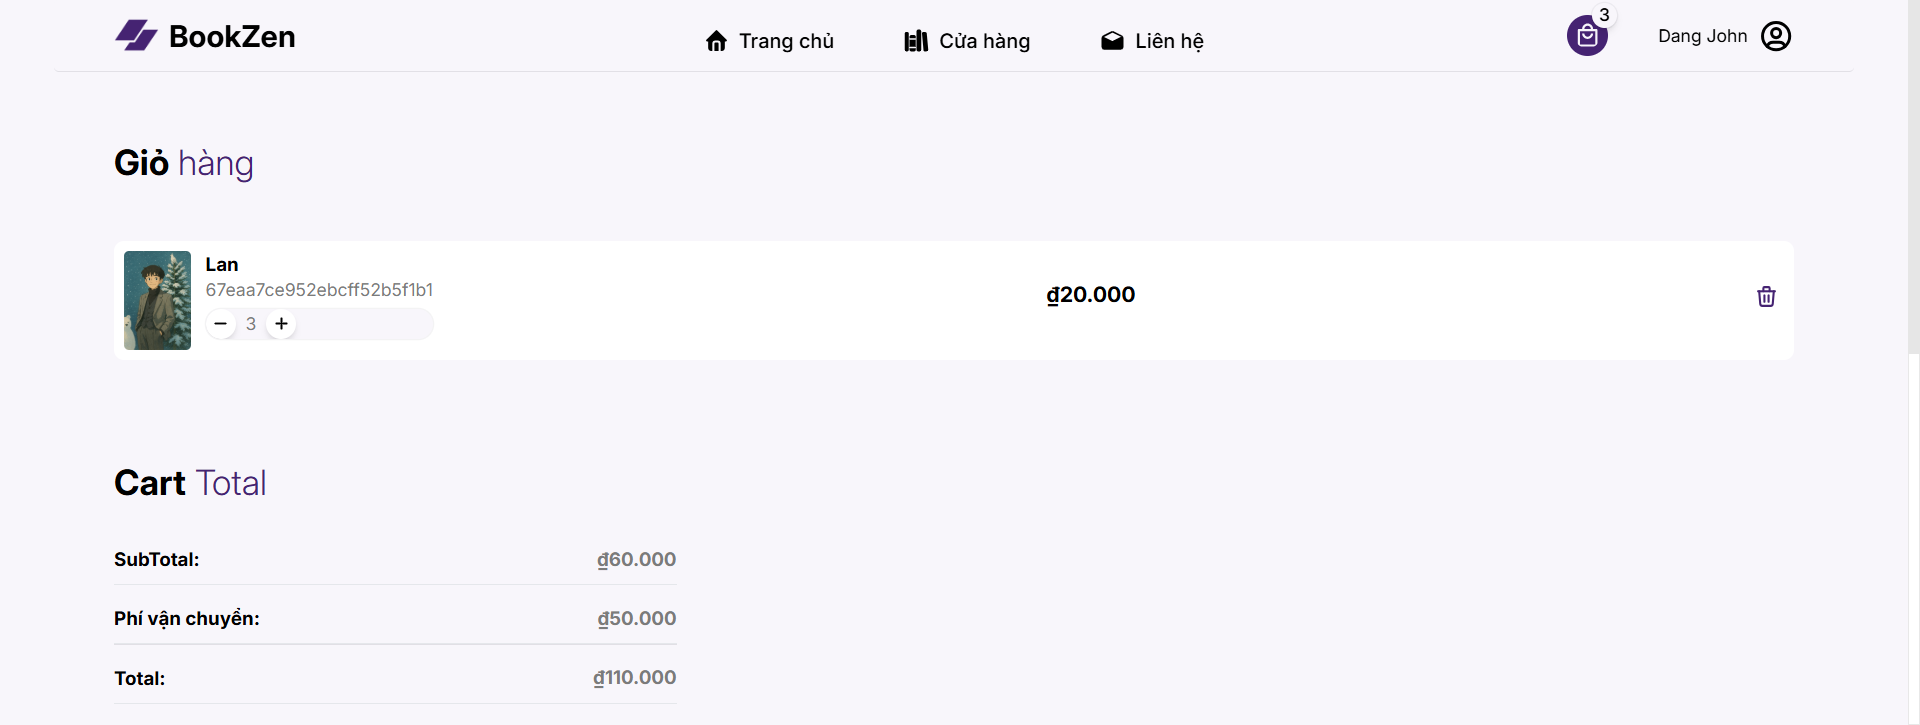 BookZen
Trang chủ
Cửa hàng
Liên hệ
3
Dang John
Giỏ hàng
Lan
67eaa7ce952ebcff52b5f1b1
− 3 +
₫20.000
Cart Total
SubTotal: ₫60.000
Phí vận chuyển: ₫50.000
Total: ₫110.000